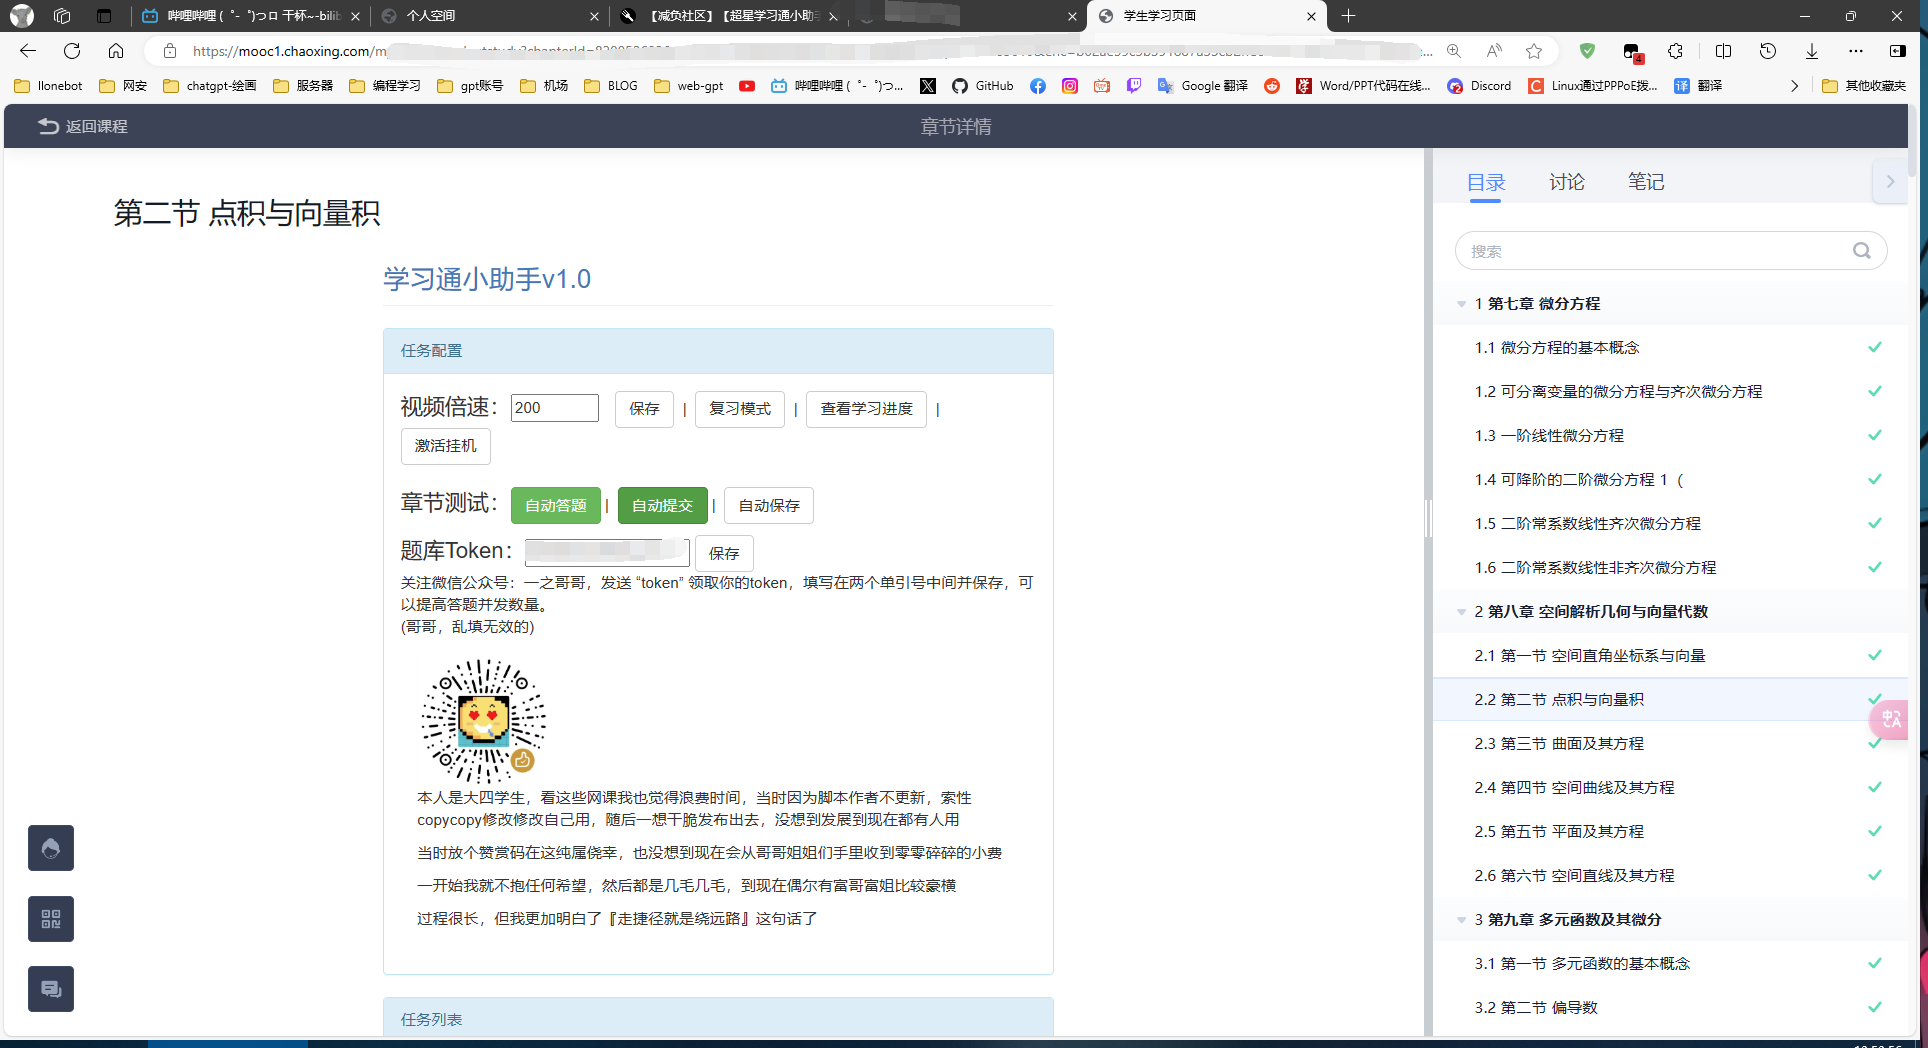 哔哩哔哩 (゜-゜)つロ 干杯~-bilib
个人空间
【减负社区】【超星学习通小助手
学生学习页面
https://mooc1.chaoxing.com/m
llonebot
网安
chatgpt-绘画
服务器
编程学习
gpt账号
机场
BLOG
web-gpt
哔哩哔哩 (゜-゜)つ...
GitHub
Google 翻译
Word/PPT代码在线...
Discord
Linux通过PPPoE拨...
翻译
其他收藏夹
返回课程
章节详情
第二节 点积与向量积
学习通小助手v1.0
任务配置
视频倍速：200 保存 | 复习模式 | 查看学习进度 |
激活挂机
章节测试：自动答题 | 自动提交 | 自动保存
题库Token： 保存
关注微信公众号：一之哥哥，发送 “token” 领取你的token，填写在两个单引号中间并保存，可
以提高答题并发数量。
(哥哥，乱填无效的)
本人是大四学生，看这些网课我也觉得浪费时间，当时因为脚本作者不更新，索性
copycopy修改修改自己用，随后一想干脆发布出去，没想到发展到现在都有人用
当时放个赞赏码在这纯属侥幸，也没想到现在会从哥哥姐姐们手里收到零零碎碎的小费
一开始我就不抱任何希望，然后都是几毛几毛，到现在偶尔有富哥富姐比较豪横
过程很长，但我更加明白了『走捷径就是绕远路』这句话了
任务列表
目录
讨论
笔记
搜索
1 第七章 微分方程
1.1 微分方程的基本概念
1.2 可分离变量的微分方程与齐次微分方程
1.3 一阶线性微分方程
1.4 可降阶的二阶微分方程 1（
1.5 二阶常系数线性齐次微分方程
1.6 二阶常系数线性非齐次微分方程
2 第八章 空间解析几何与向量代数
2.1 第一节 空间直角坐标系与向量
2.2 第二节 点积与向量积
2.3 第三节 曲面及其方程
2.4 第四节 空间曲线及其方程
2.5 第五节 平面及其方程
2.6 第六节 空间直线及其方程
3 第九章 多元函数及其微分
3.1 第一节 多元函数的基本概念
3.2 第二节 偏导数